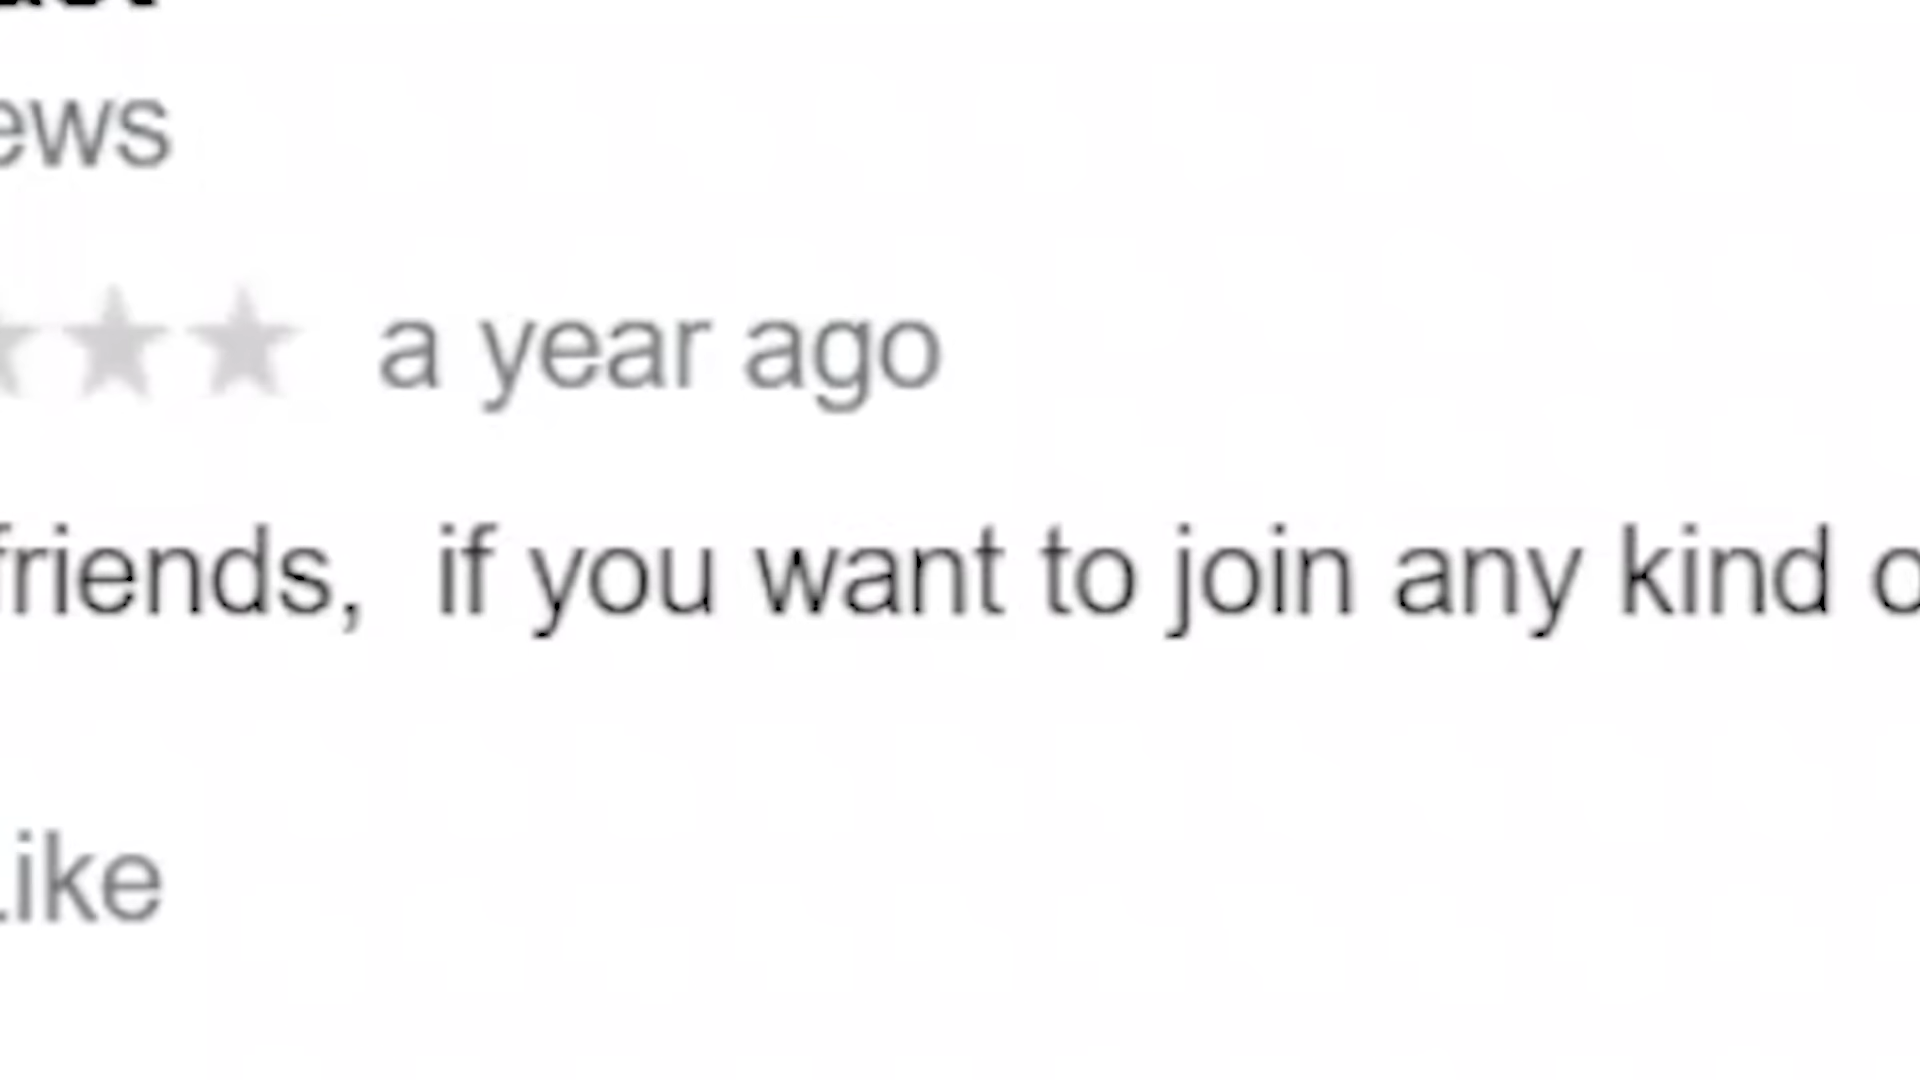 ews
a year ago
friends, if you want to join any kind o
Like